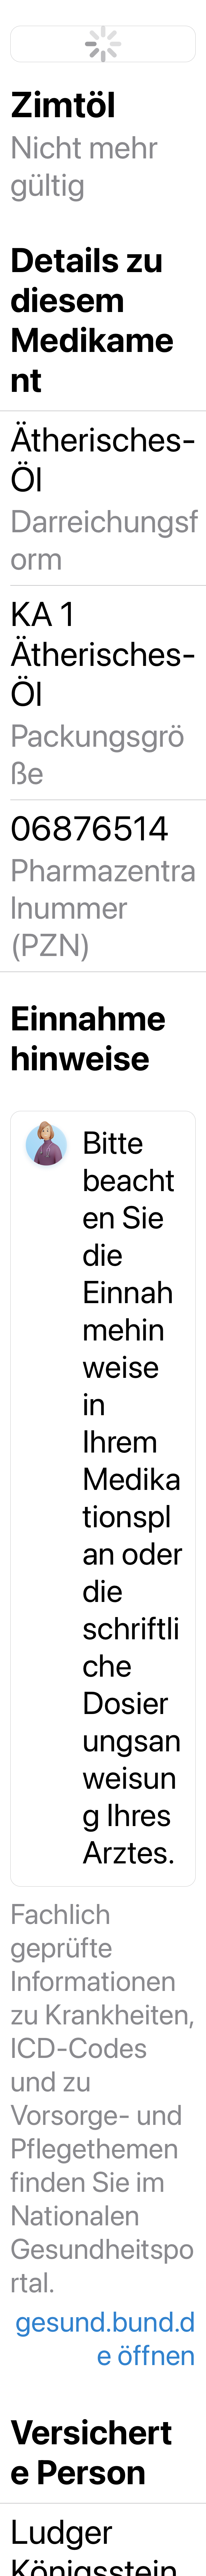 Zimtöl
Nicht mehr
gültig
Details zu
diesem
Medikame
nt
Ätherisches-
Öl
Darreichungsf
orm
KA 1
Ätherisches-
Öl
Packungsgrö
ße
06876514
Pharmazentra
lnummer
(PZN)
Einnahme
hinweise
Bitte
beacht
en Sie
die
Einnah
mehin
weise
in
Ihrem
Medika
tionspl
an oder
die
schriftli
che
Dosier
ungsan
weisun
g Ihres
Arztes.
Fachlich
geprüfte
Informationen
zu Krankheiten,
ICD-Codes
und zu
Vorsorge- und
Pflegethemen
finden Sie im
Nationalen
Gesundheitspo
rtal.
gesund.bund.d
e öffnen
Versichert
e Person
Ludger
Königsstein